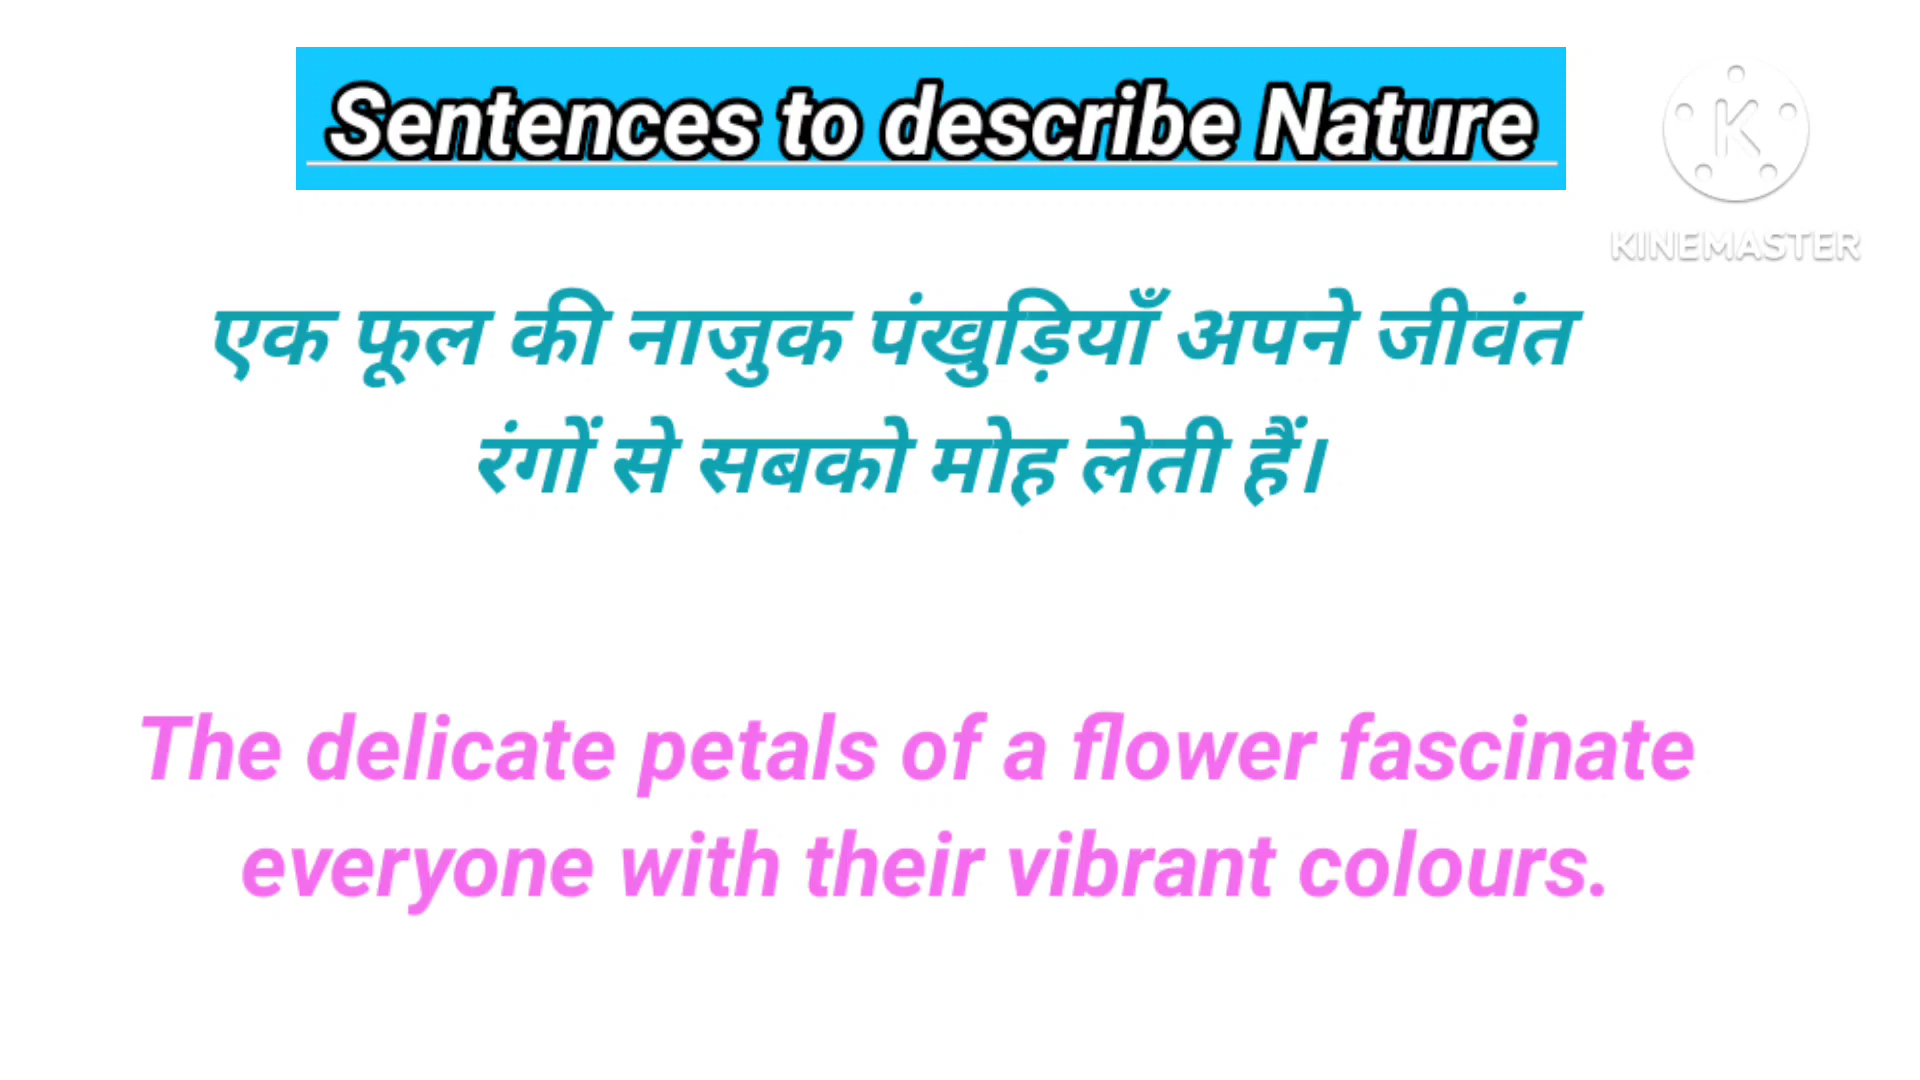 Sentences to describe Nature
K
KINEMASTER
एक फूल की नाजुक पंखुड़ियाँ अपने जीवंत
रंगों से सबको मोह लेती हैं।
The delicate petals of a flower fascinate
everyone with their vibrant colours.